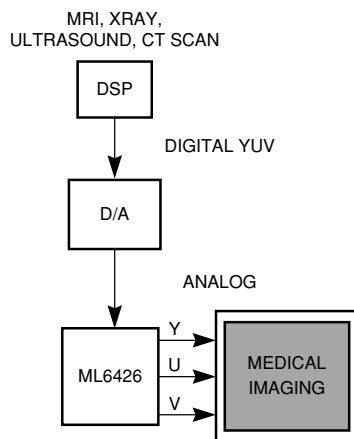 MRI, XRAY,
ULTRASOUND, CT SCAN
DSP
DIGITAL YUV
D/A
ANALOG
Y
U
V
ML6426
MEDICAL
IMAGING